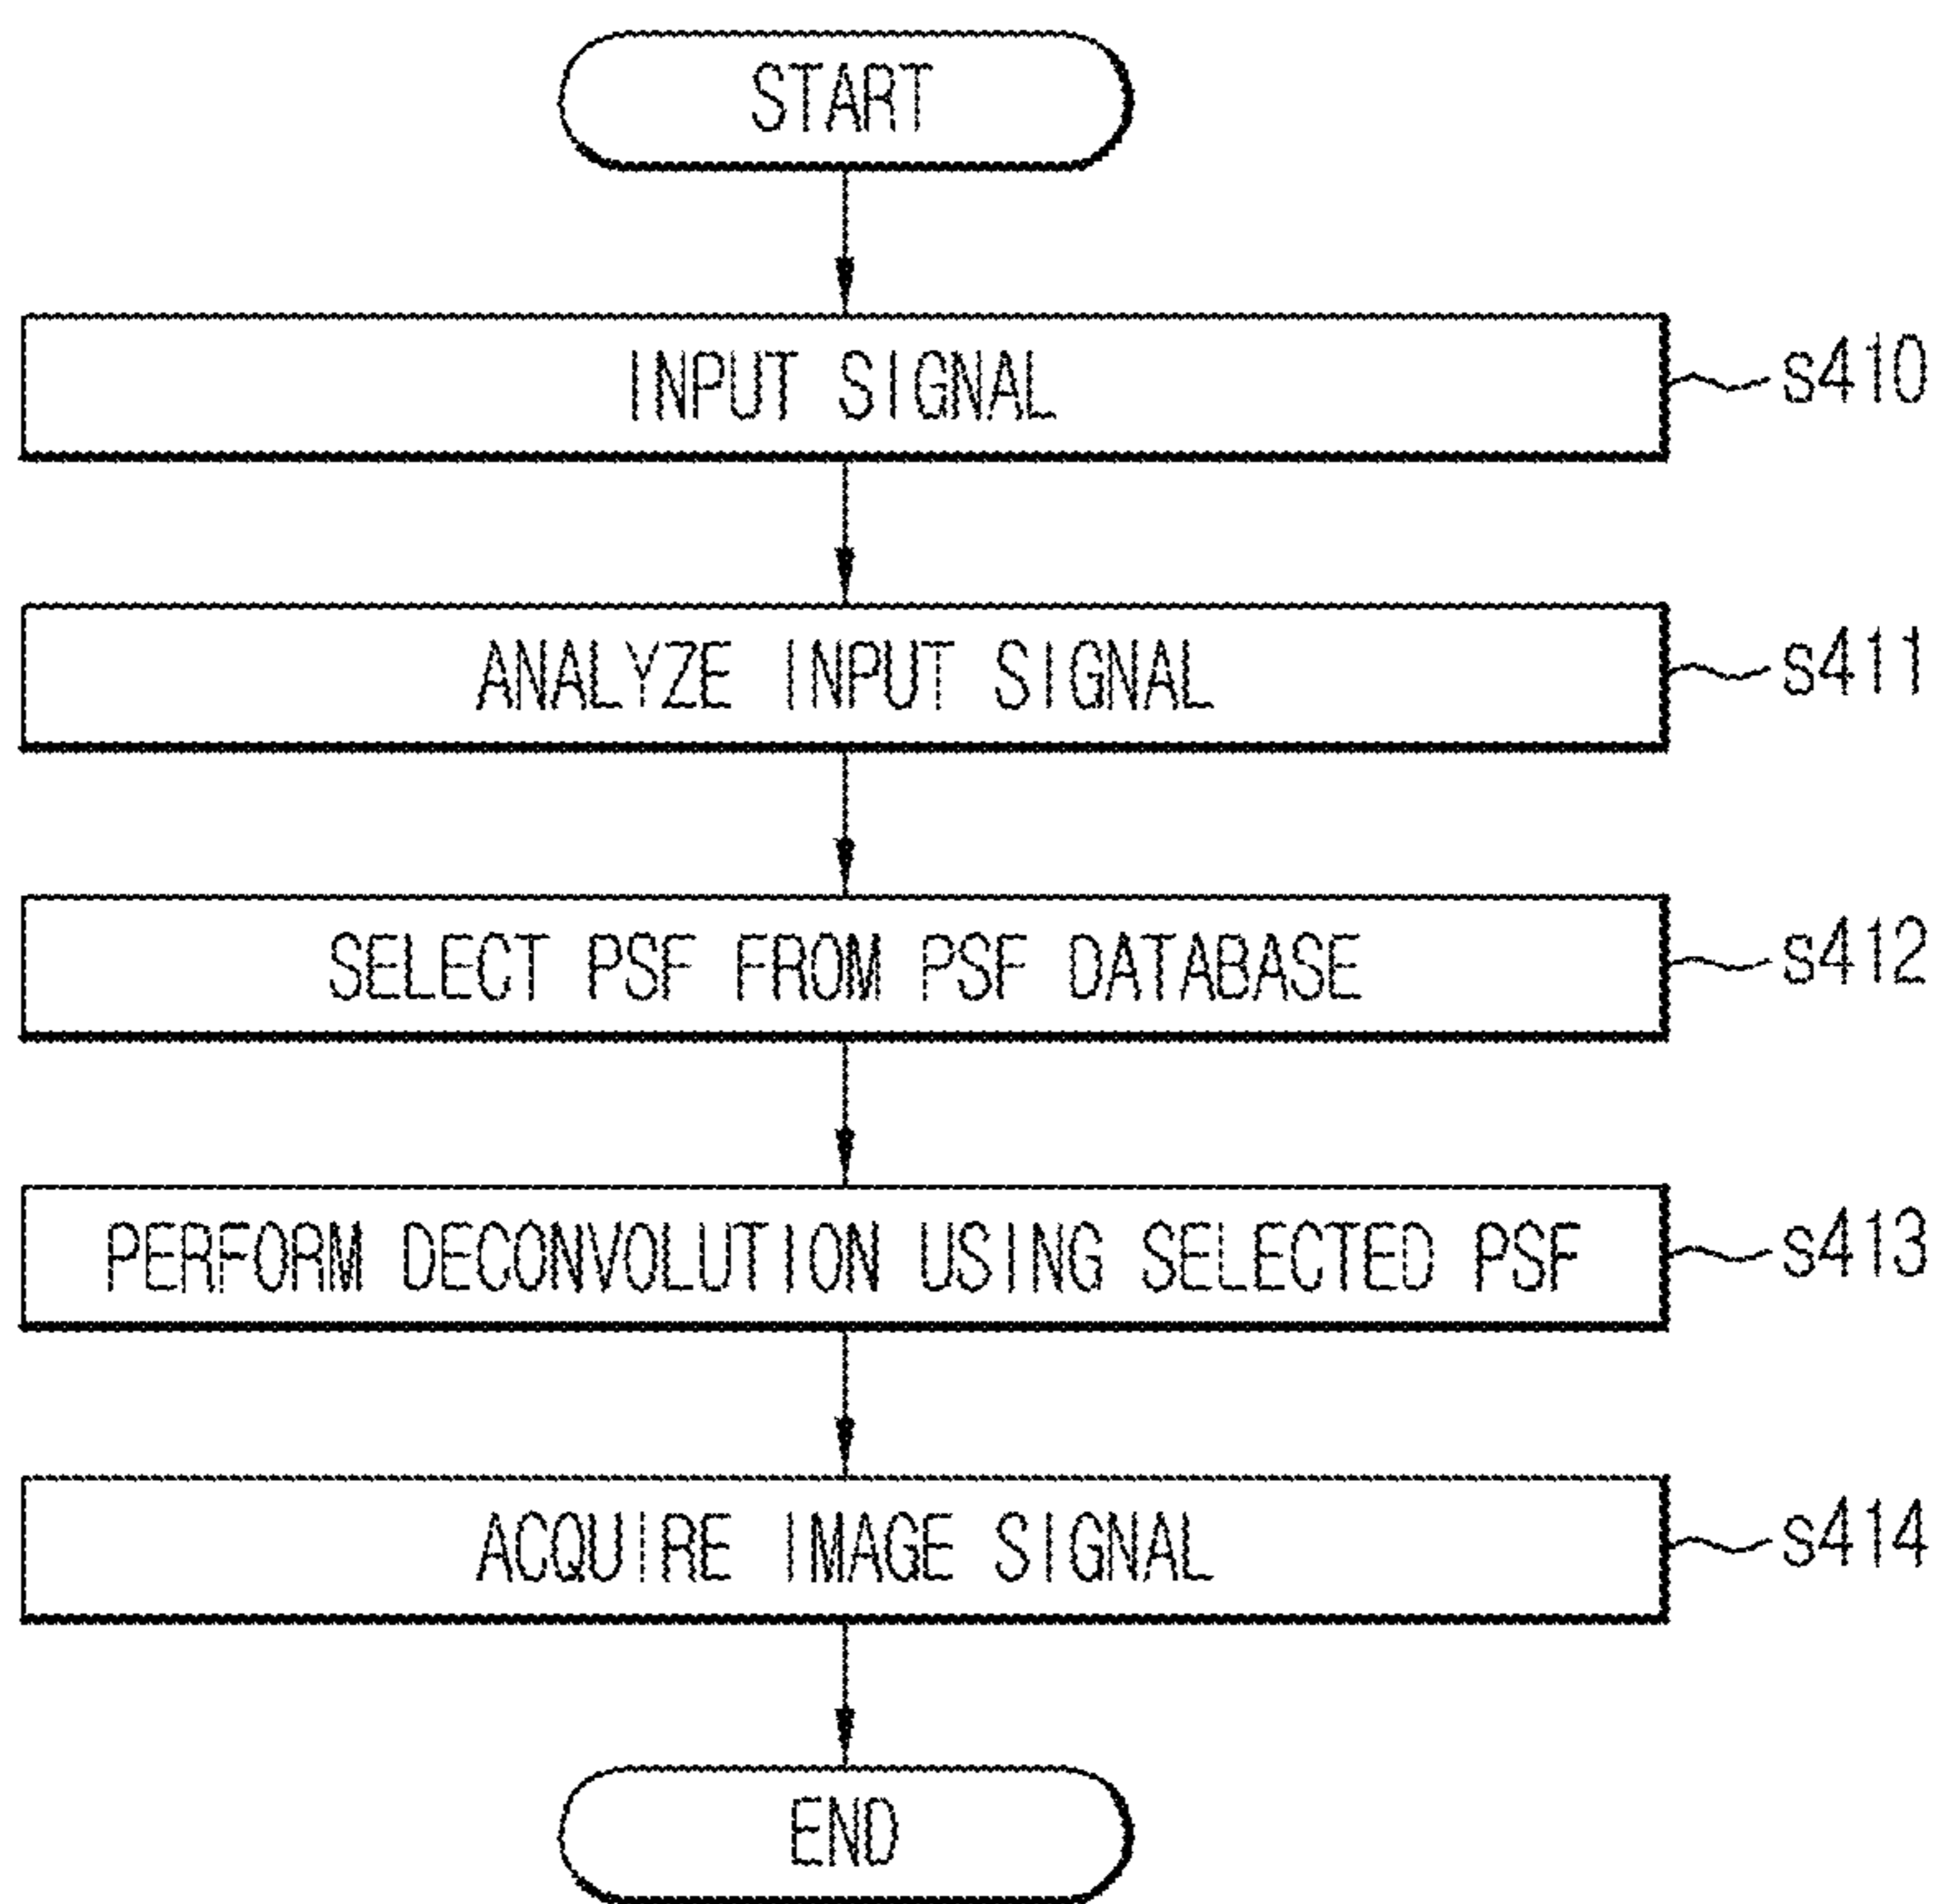 START
INPUT SIGNAL
s410
ANALYZE INPUT SIGNAL
s411
SELECT PSF FROM PSF DATABASE
s412
PERFORM DECONVOLUTION USING SELECTED PSF
s413
ACQUIRE IMAGE SIGNAL
s414
END